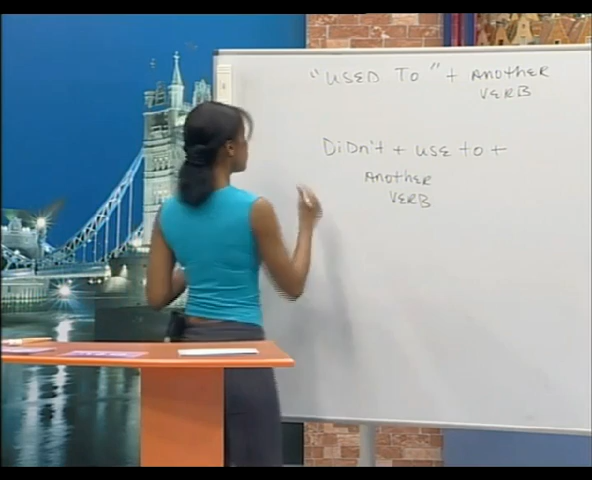 "USED TO" + ANOTHER
VERB
Didn't + USE to +
ANOTHER
VERB